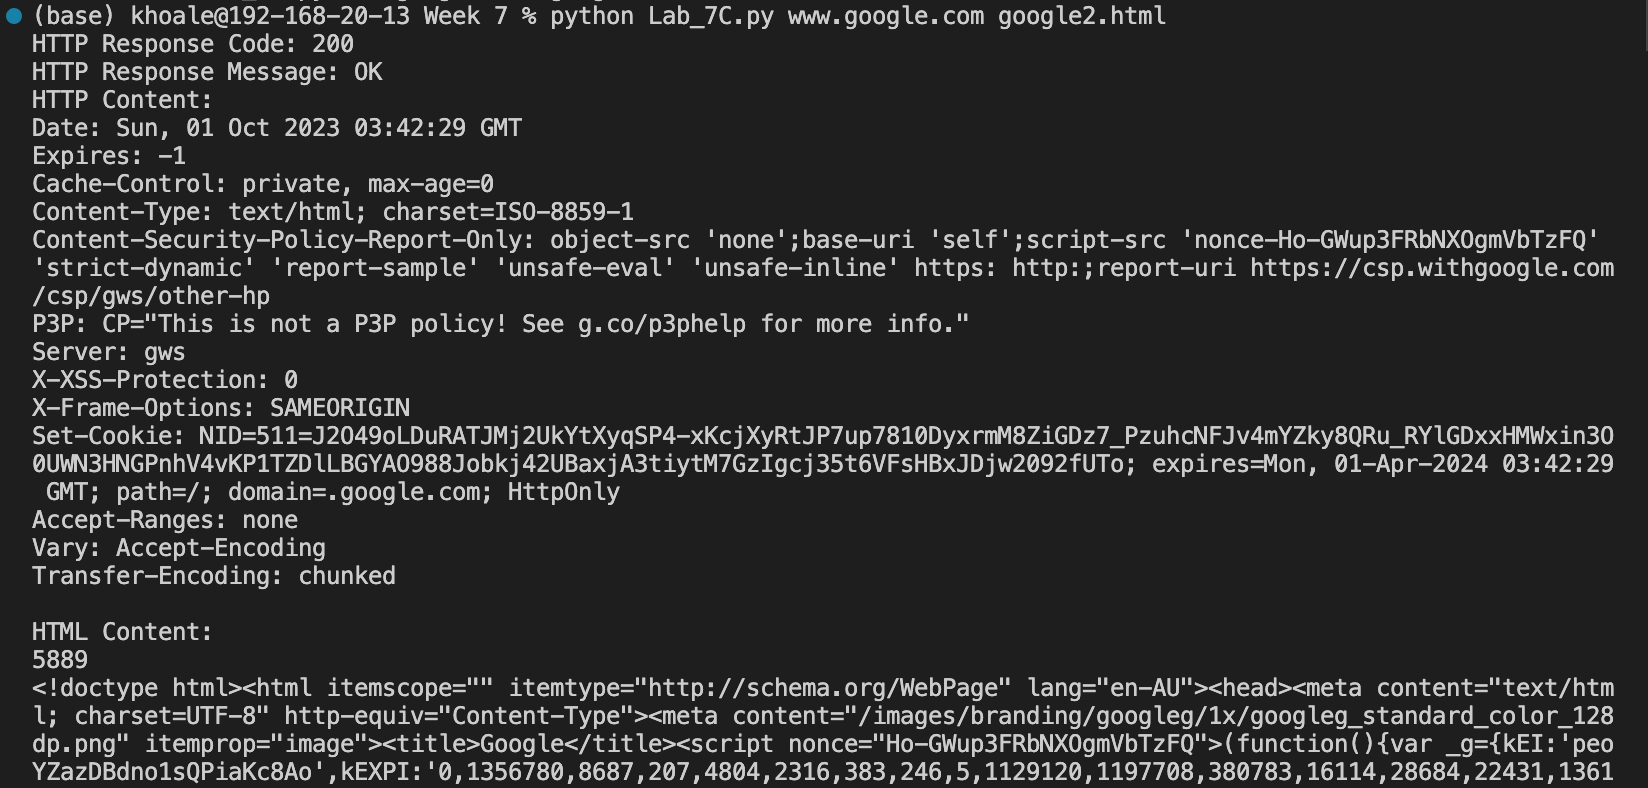 (base) khoale@192-168-20-13 Week 7 % python Lab_7C.py www.google.com google2.html
HTTP Response Code: 200
HTTP Response Message: OK
HTTP Content:
Date: Sun, 01 Oct 2023 03:42:29 GMT
Expires: -1
Cache-Control: private, max-age=0
Content-Type: text/html; charset=ISO-8859-1
Content-Security-Policy-Report-Only: object-src 'none';base-uri 'self';script-src 'nonce-Ho-GWup3FRbNXOgmVbTzFQ'
'strict-dynamic' 'report-sample' 'unsafe-eval' 'unsafe-inline' https: http:;report-uri https://csp.withgoogle.com
/csp/gws/other-hp
P3P: CP="This is not a P3P policy! See g.co/p3phelp for more info."
Server: gws
X-XSS-Protection: 0
X-Frame-Options: SAMEORIGIN
Set-Cookie: NID=511=J2O49oLDuRATJMj2UkYtXyqSP4-xKcjXyRtJP7up7810DyxrmM8ZiGDz7_PzuhcNFJv4mYZky8QRu_RYlGDxxHMWxin3O
0UWN3HNGPnhV4vKP1TZDlLBGYAO988Jobkj42UBaxjA3tiytM7GzIgcj35t6VFsHBxJDjw2092fUTo; expires=Mon, 01-Apr-2024 03:42:29
GMT; path=/; domain=.google.com; HttpOnly
Accept-Ranges: none
Vary: Accept-Encoding
Transfer-Encoding: chunked
HTML Content:
5889
<!doctype html><html itemscope="" itemtype="http://schema.org/WebPage" lang="en-AU"><head><meta content="text/htm
l; charset=UTF-8" http-equiv="Content-Type"><meta content="/images/branding/googleg/1x/googleg_standard_color_128
dp.png" itemprop="image"><title>Google</title><script nonce="Ho-GWup3FRbNXOgmVbTzFQ">(function(){var _g={kEI:'peo
YZazDBdno1sQPiaKc8Ao',kEXPI:'0,1356780,8687,207,4804,2316,383,246,5,1129120,1197708,380783,16114,28684,22431,1361